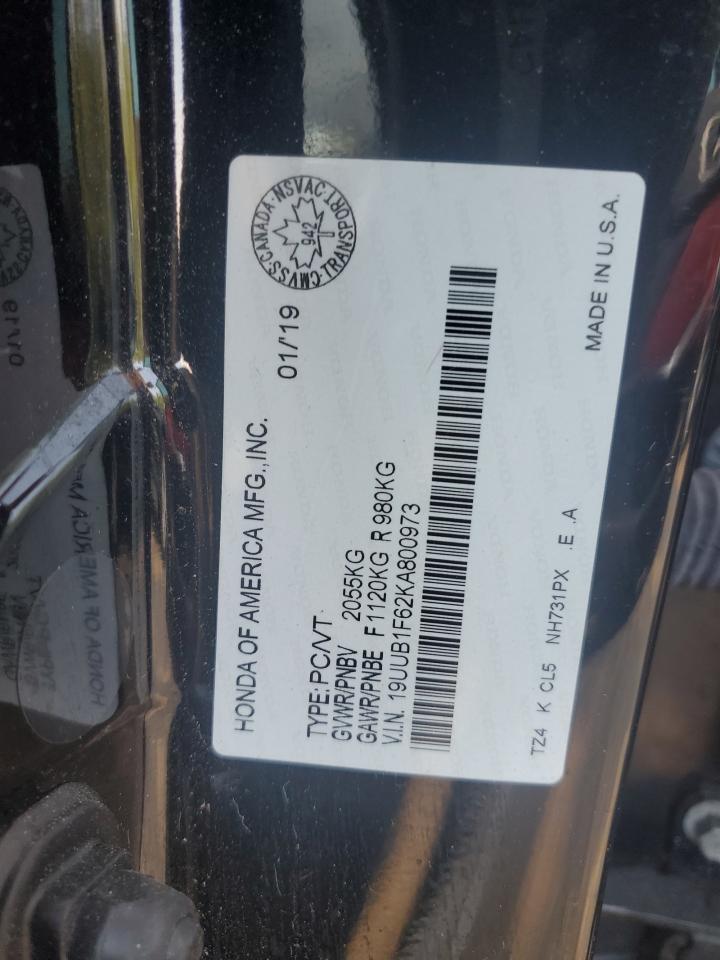 HONDA OF AMERICA MFG.,INC. 01/'19
CMVSS·CANADA·NSVAC·TRANSPORT·
942
TYPE:PC/VT
GVWR/PNBV 2055KG
GAWR/PNBE F 1120KG R 980KG
V.I.N. 19UUB1F62KA800973
TZ4 K CL5 NH731PX .E .A MADE IN U.S.A.